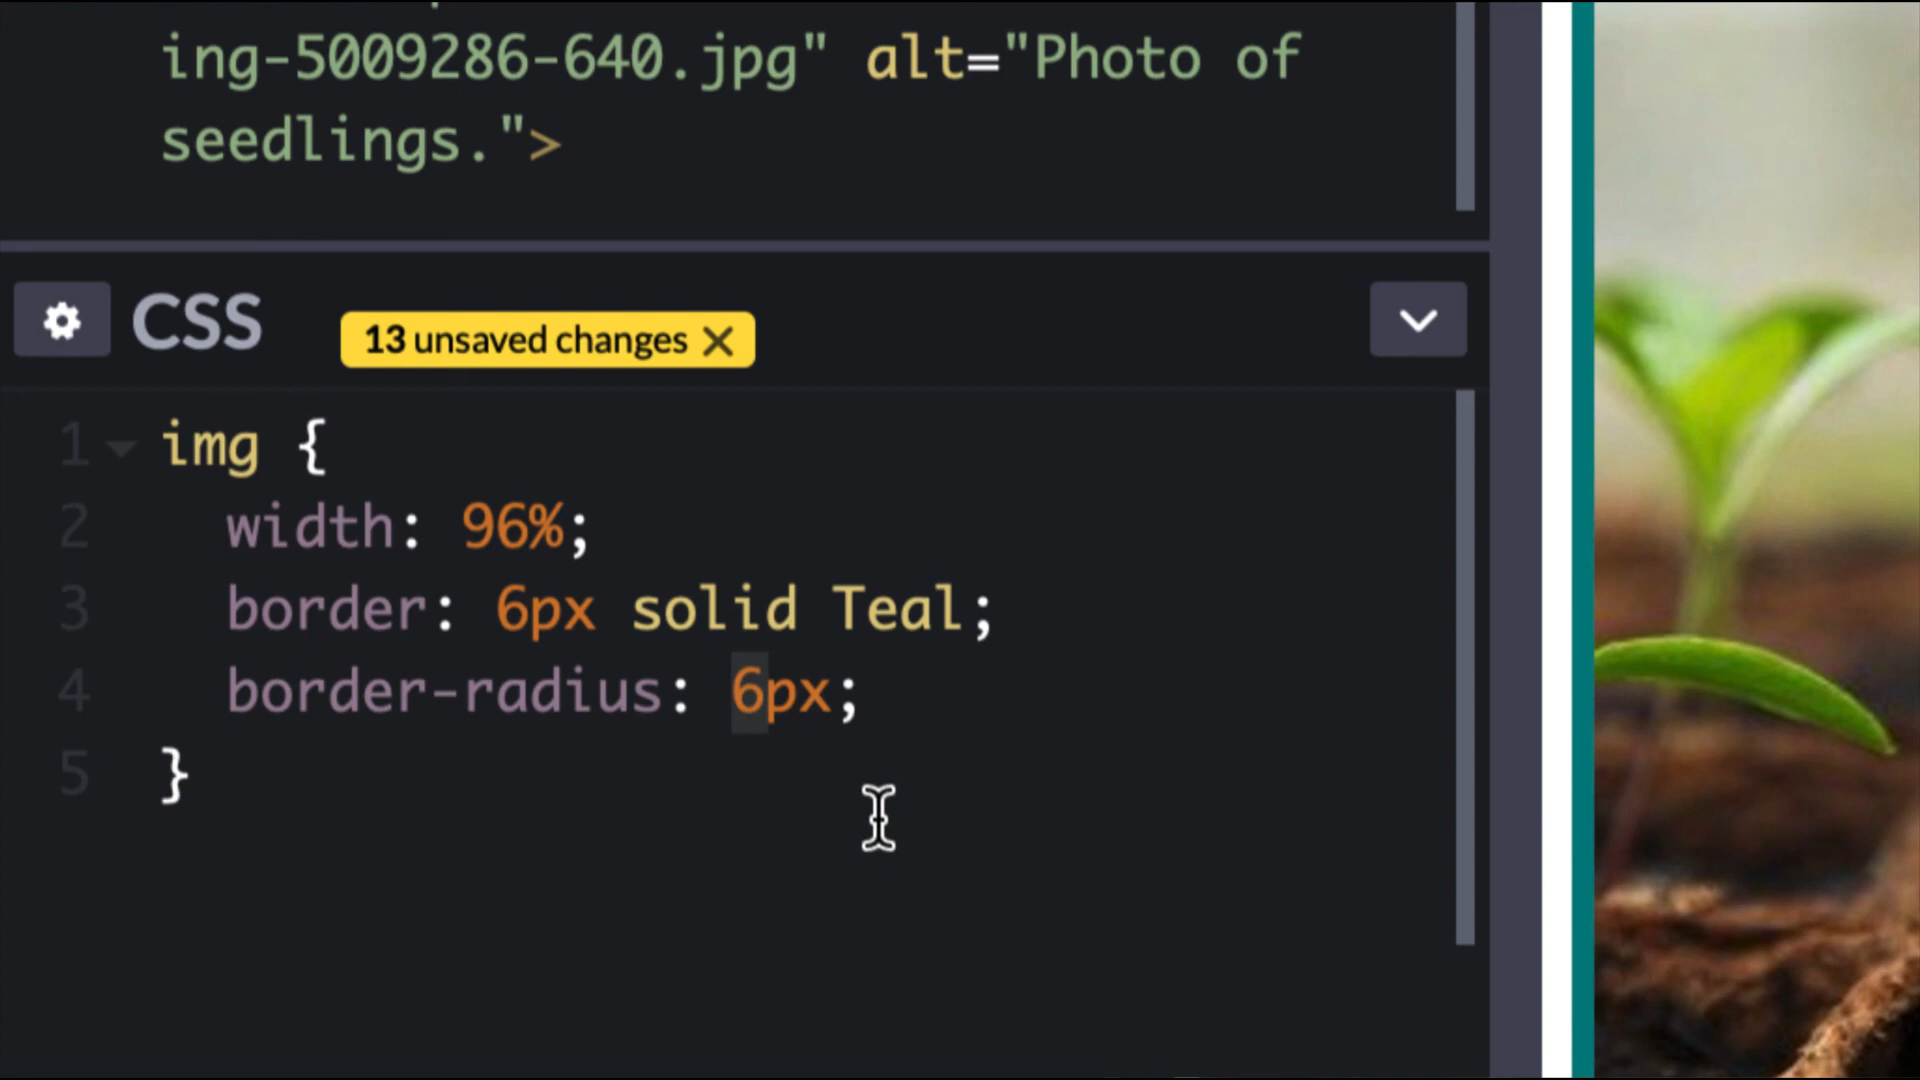 ing-5009286-640.jpg" alt="Photo of
seedlings.">
CSS
13 unsaved changes
1 img {
2 width: 96%;
3 border: 6px solid Teal;
4 border-radius: 6px;
5 }